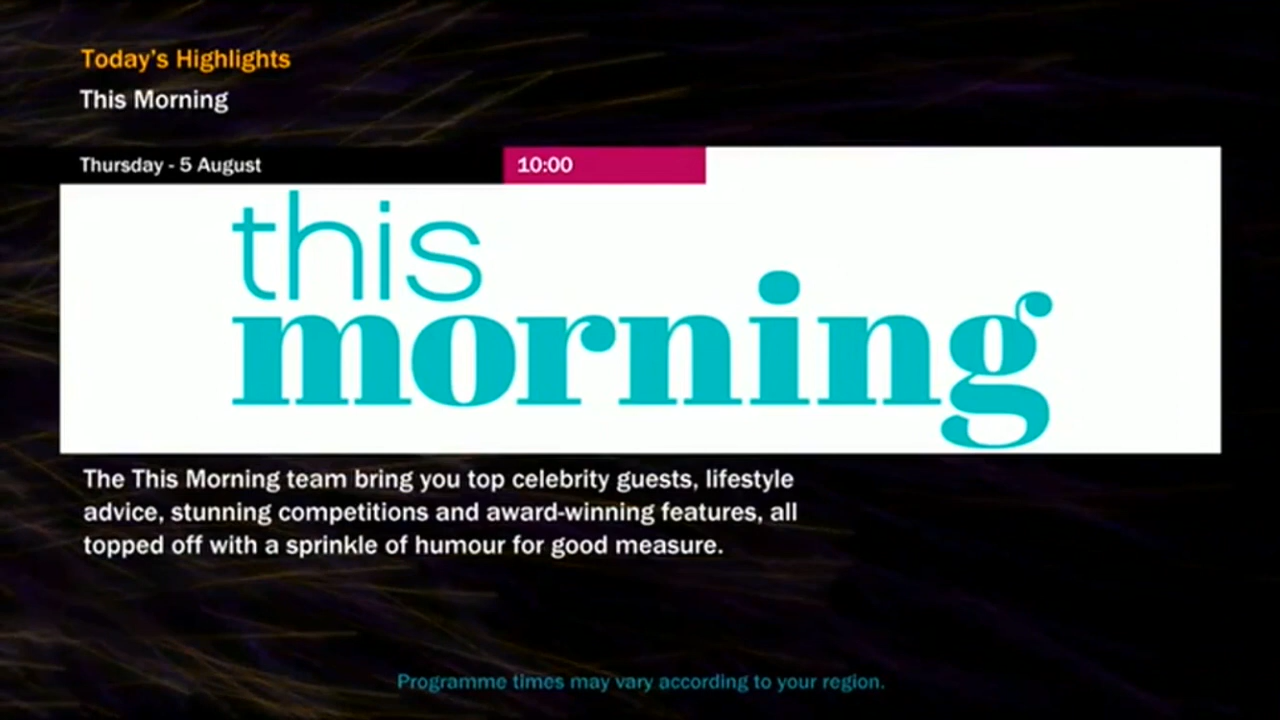 Today's Highlights
This Morning
Thursday - 5 August
10:00
this
morning
The This Morning team bring you top celebrity guests, lifestyle
advice, stunning competitions and award-winning features, all
topped off with a sprinkle of humour for good measure.
Programme times may vary according to your region.